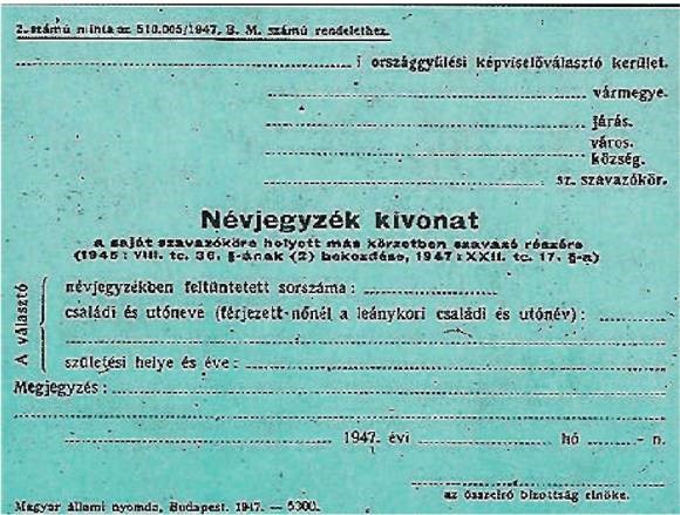 2. számú minta az 510.005/1947. B. M. számú rendelethez.
i országgyülési képviselőválasztó kerület.
vármegye.
járás.
város.
község.
sz. szavazókör.
Névjegyzék kivonat
a saját szavazóköre helyett más körzetben szavazó részére
(1945 : VIII. tc. 36. §-ának (2) bekezdése, 1947 : XXII. tc. 17. §-a)
A választó
névjegyzékben feltüntetett sorszáma :
családi és utóneve (férjezett nőnél a leánykori családi és utónév) :
születési helye és éve :
Megjegyzés :
1947. évi hó - n.
az összeíró bizottság elnöke.
Magyar állami nyomda, Budapest. 1947. — 5300.